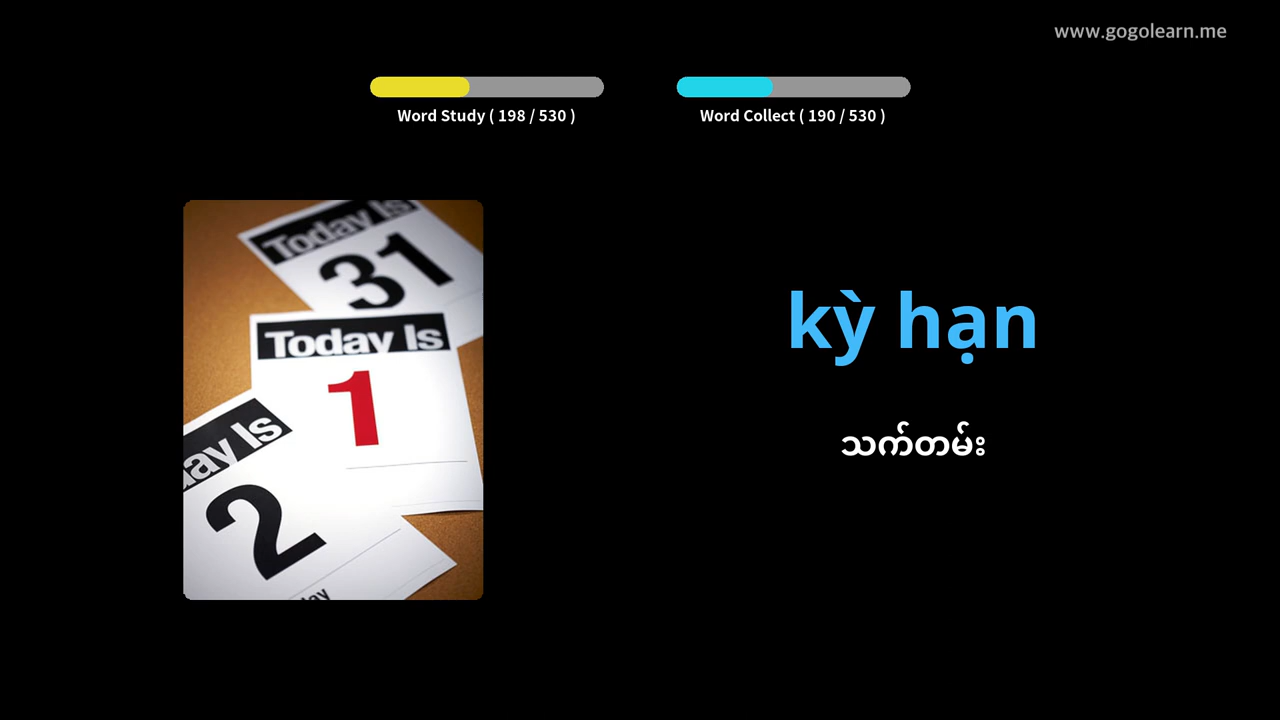 www.gogolearn.me
Word Study ( 198 / 530 )
Word Collect ( 190 / 530 )
Today Is
31
Today Is
1
ay Is
2
day
kỳ hạn
သက်တမ်း